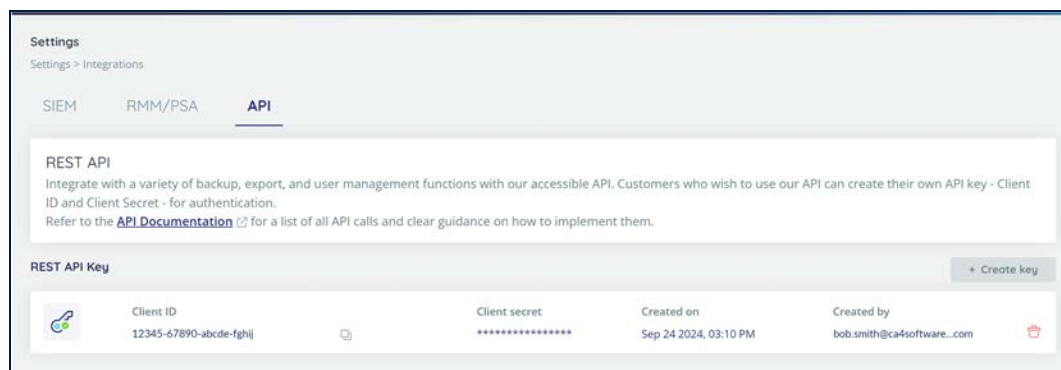 Settings
Settings > Integrations
SIEM RMM/PSA API
REST API
Integrate with a variety of backup, export, and user management functions with our accessible API. Customers who wish to use our API can create their own API key - Client
ID and Client Secret - for authentication.
Refer to the API Documentation for a list of all API calls and clear guidance on how to implement them.
REST API Key + Create key
Client ID Client secret Created on Created by
12345-67890-abcde-fghij **************** Sep 24 2024, 03:10 PM bob.smith@ca4software...com